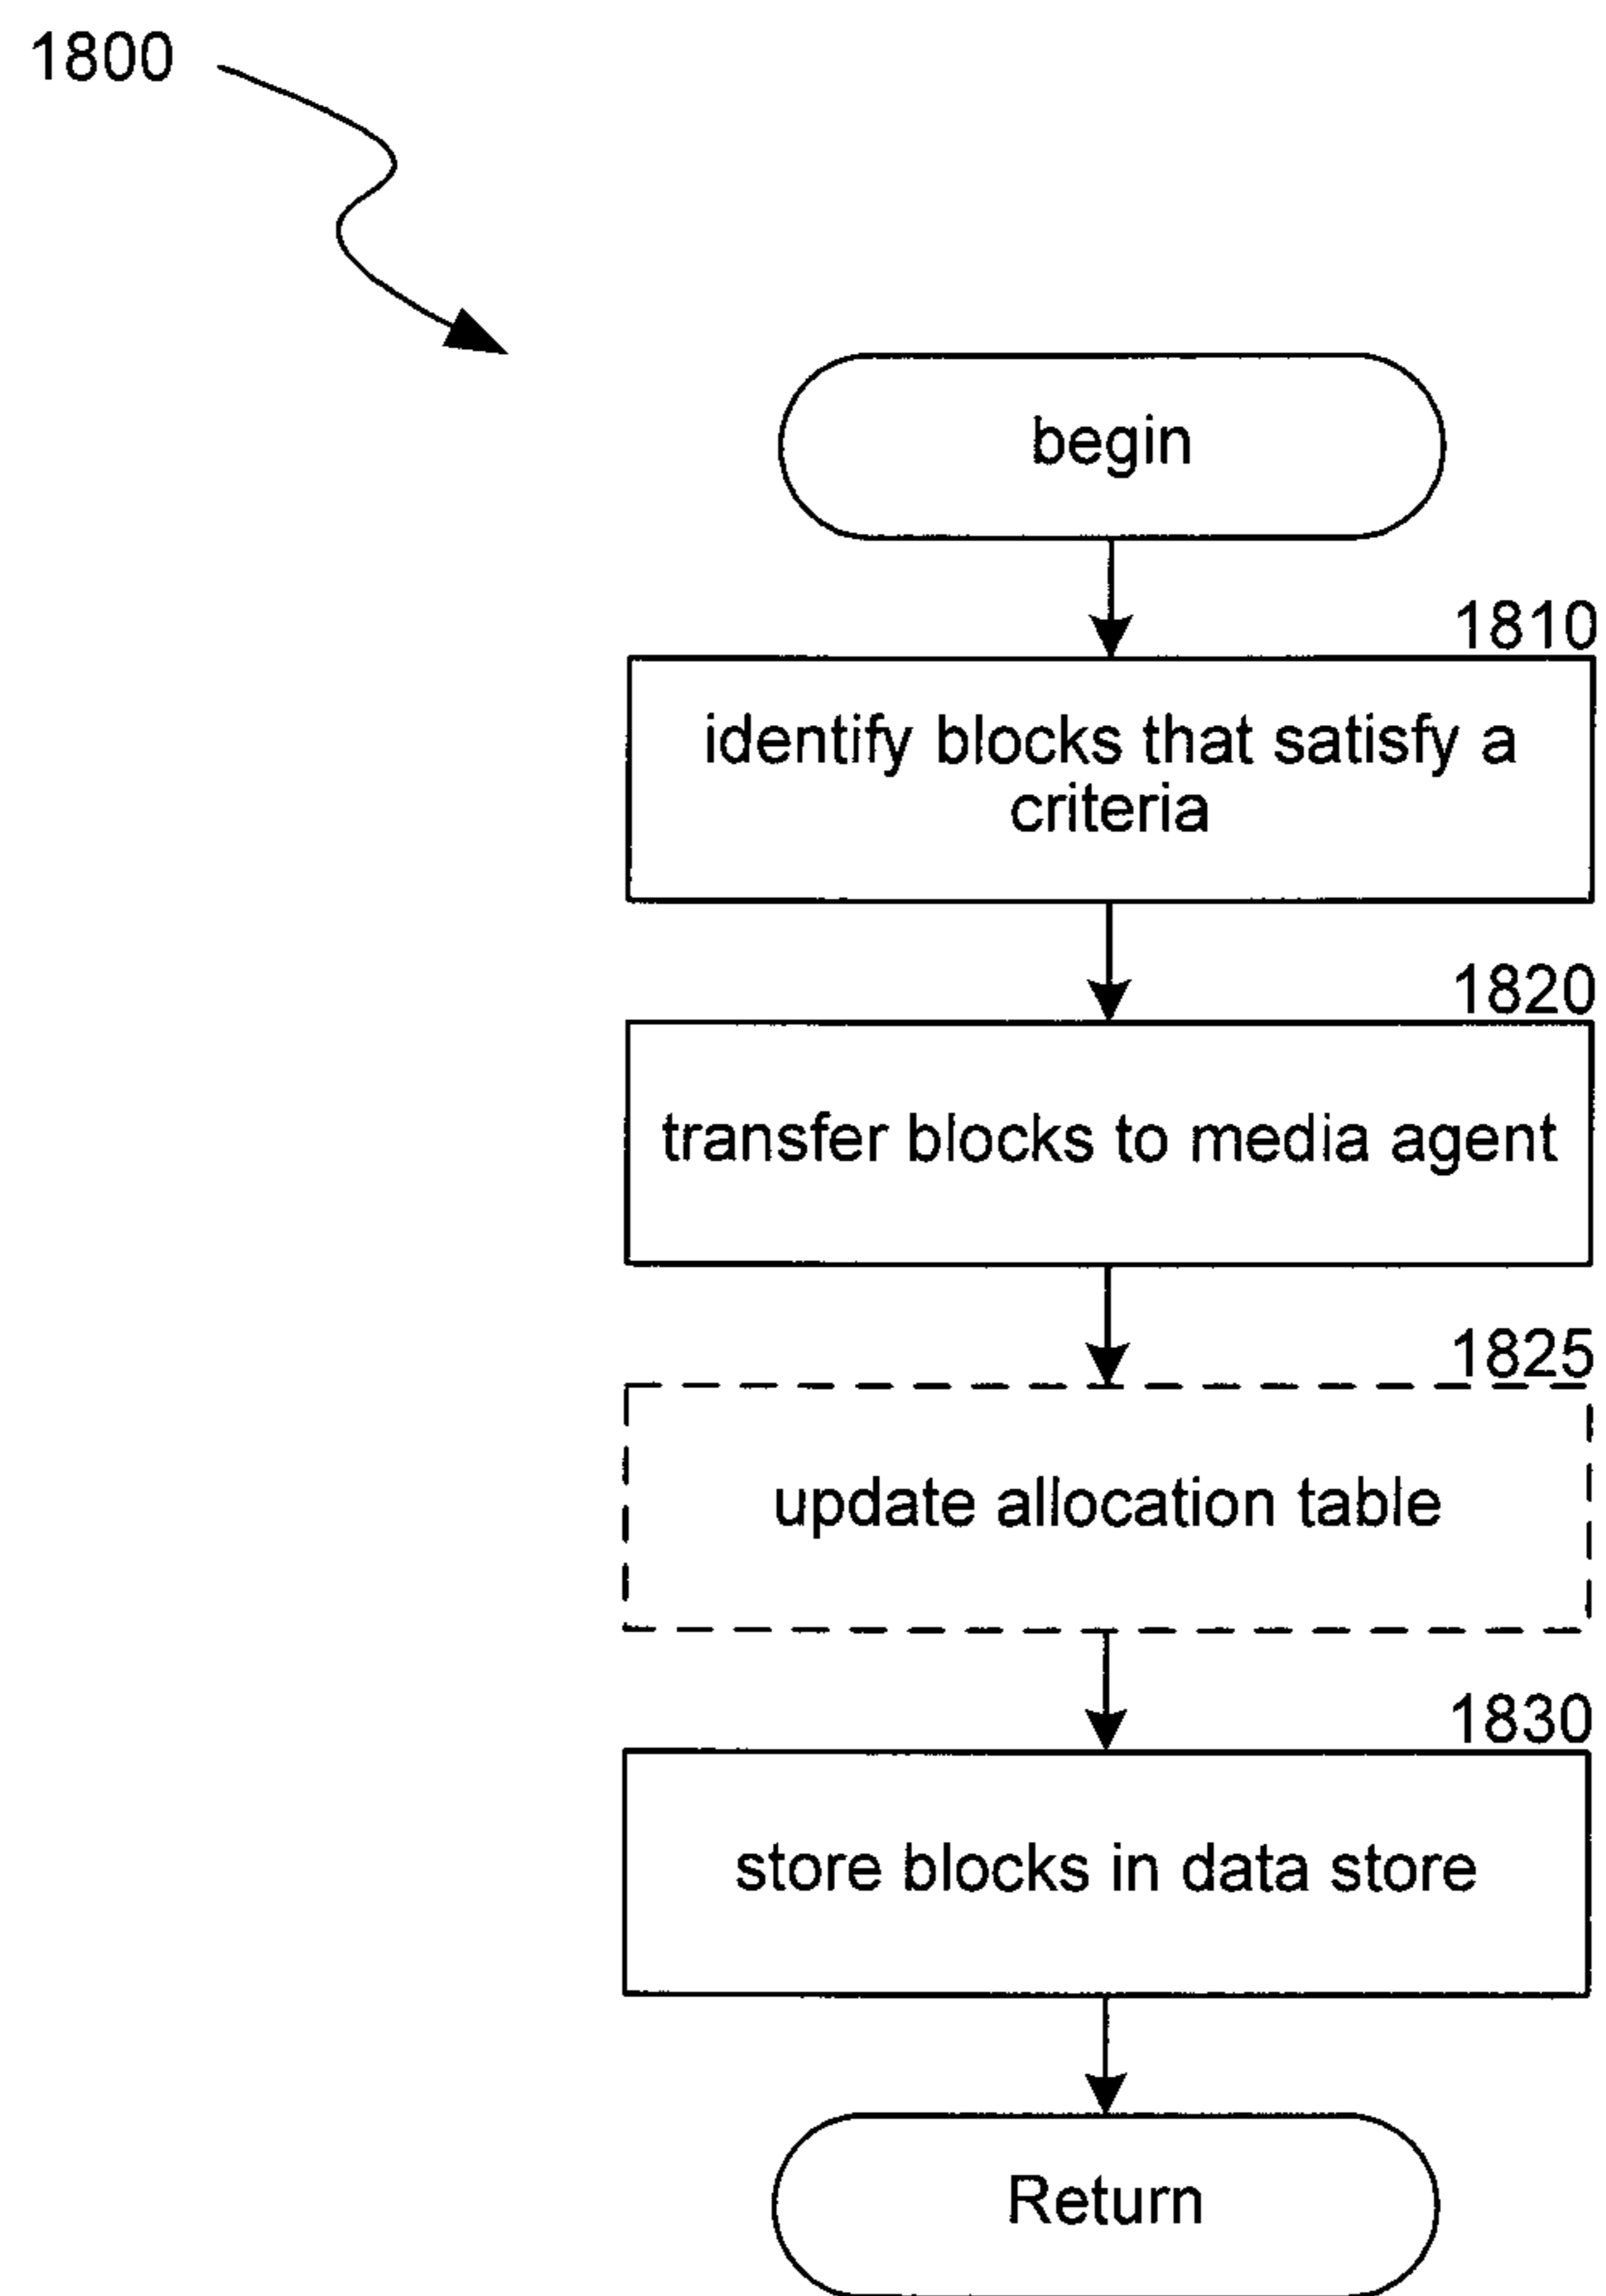 1800
begin
1810
identify blocks that satisfy a
criteria
1820
transfer blocks to media agent
1825
update allocation table
1830
store blocks in data store
Return